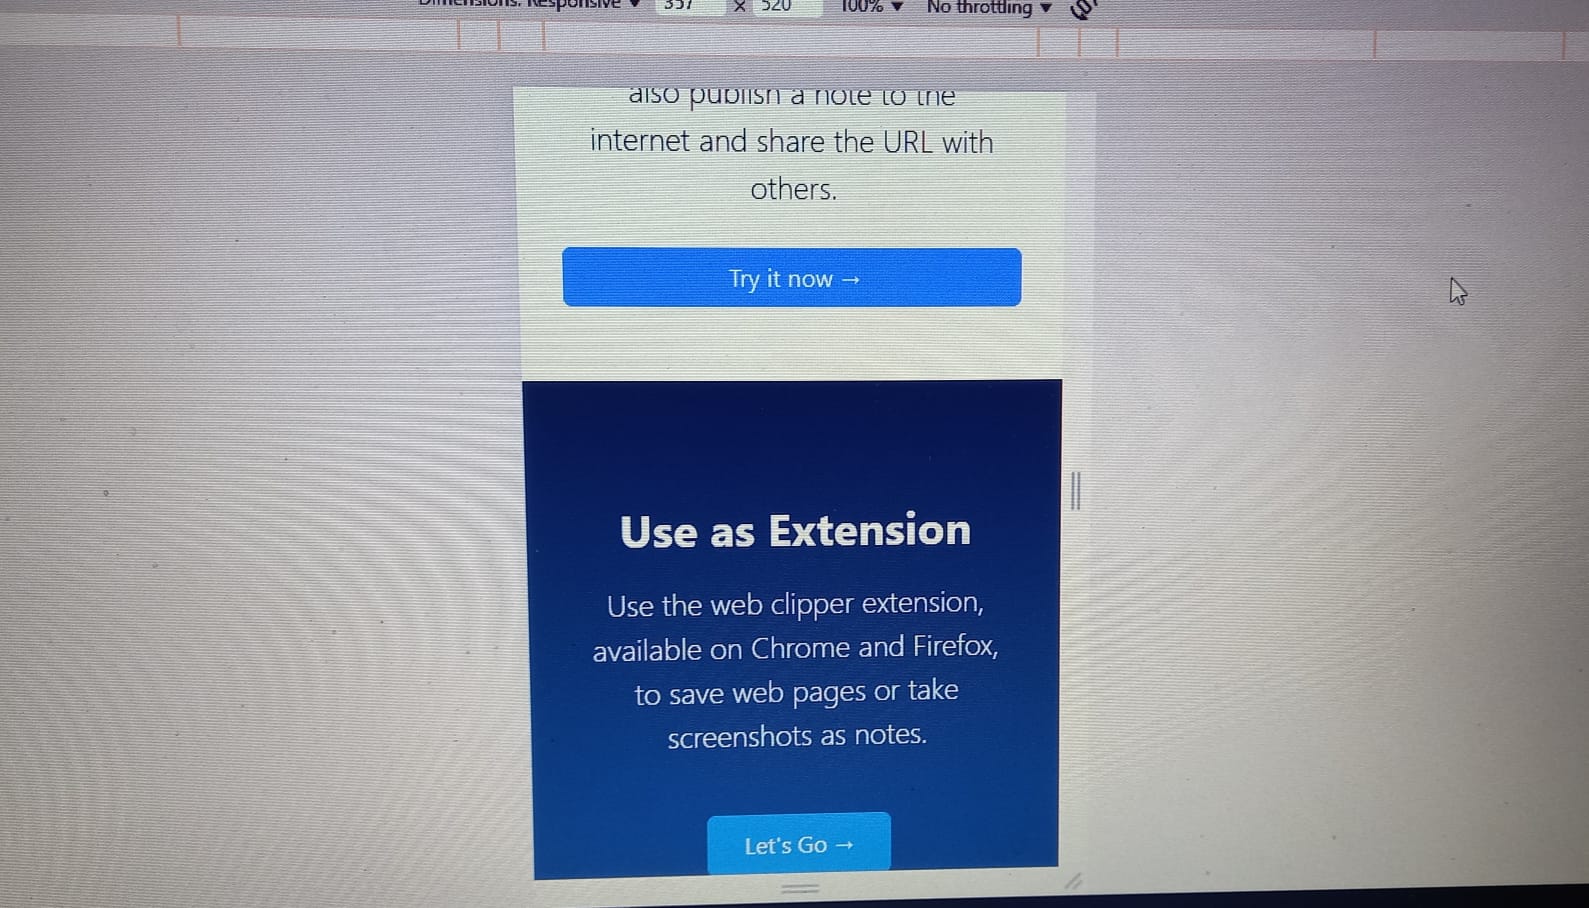 Dimensions: Responsive ▼ 357 × 520 100% ▼ No throttling ▼
also publish a note to the
internet and share the URL with
others.
Try it now →
Use as Extension
Use the web clipper extension,
available on Chrome and Firefox,
to save web pages or take
screenshots as notes.
Let's Go →